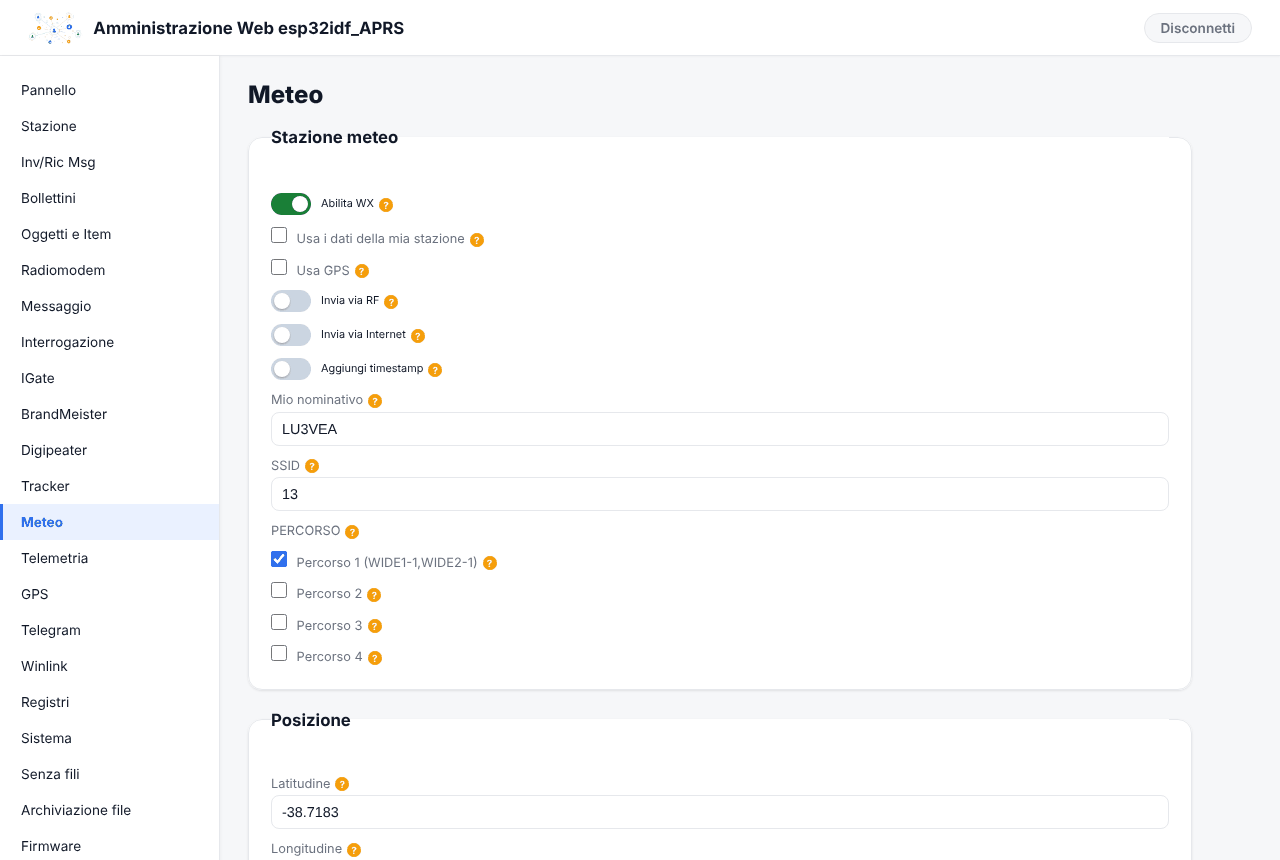 Amministrazione Web esp32idf_APRS
Disconnetti
Pannello
Stazione
Inv/Ric Msg
Bollettini
Oggetti e Item
Radiomodem
Messaggio
Interrogazione
IGate
BrandMeister
Digipeater
Tracker
Meteo
Telemetria
GPS
Telegram
Winlink
Registri
Sistema
Senza fili
Archiviazione file
Firmware
Meteo
Stazione meteo
Abilita WX ?
Usa i dati della mia stazione ?
Usa GPS ?
Invia via RF ?
Invia via Internet ?
Aggiungi timestamp ?
Mio nominativo ?
LU3VEA
SSID ?
13
PERCORSO ?
Percorso 1 (WIDE1-1,WIDE2-1) ?
Percorso 2 ?
Percorso 3 ?
Percorso 4 ?
Posizione
Latitudine ?
-38.7183
Longitudine ?